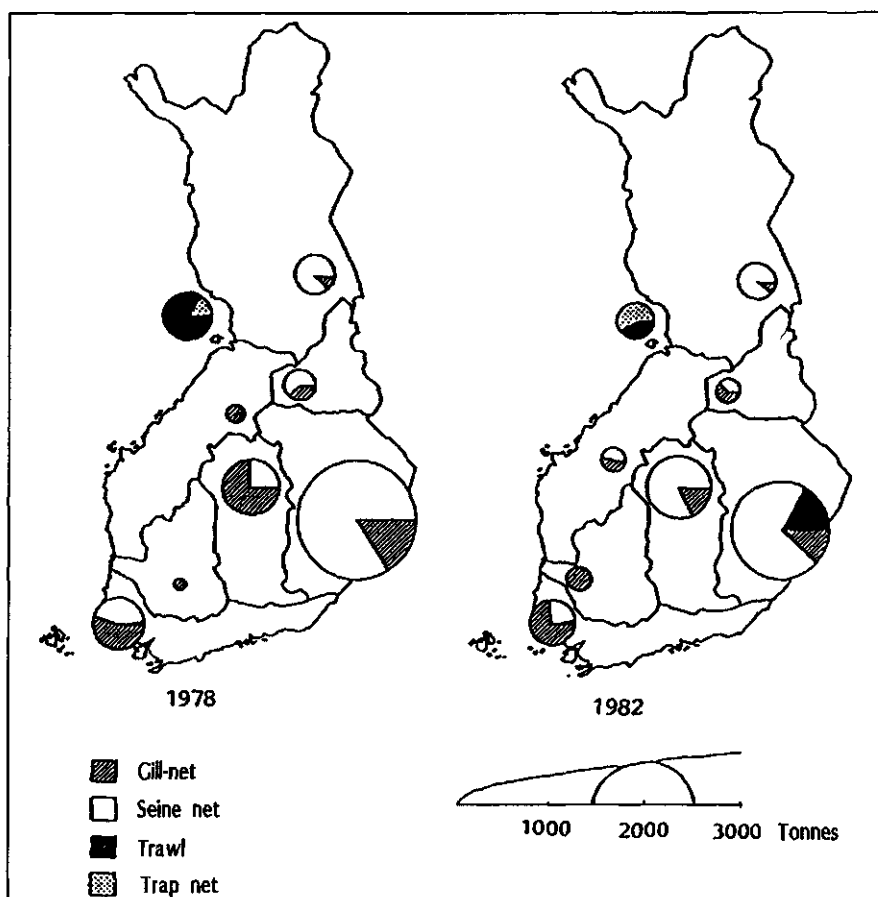 1978
1982
Gill-net
Seine net
Trawl
Trap net
1000 2000 3000 Tonnes